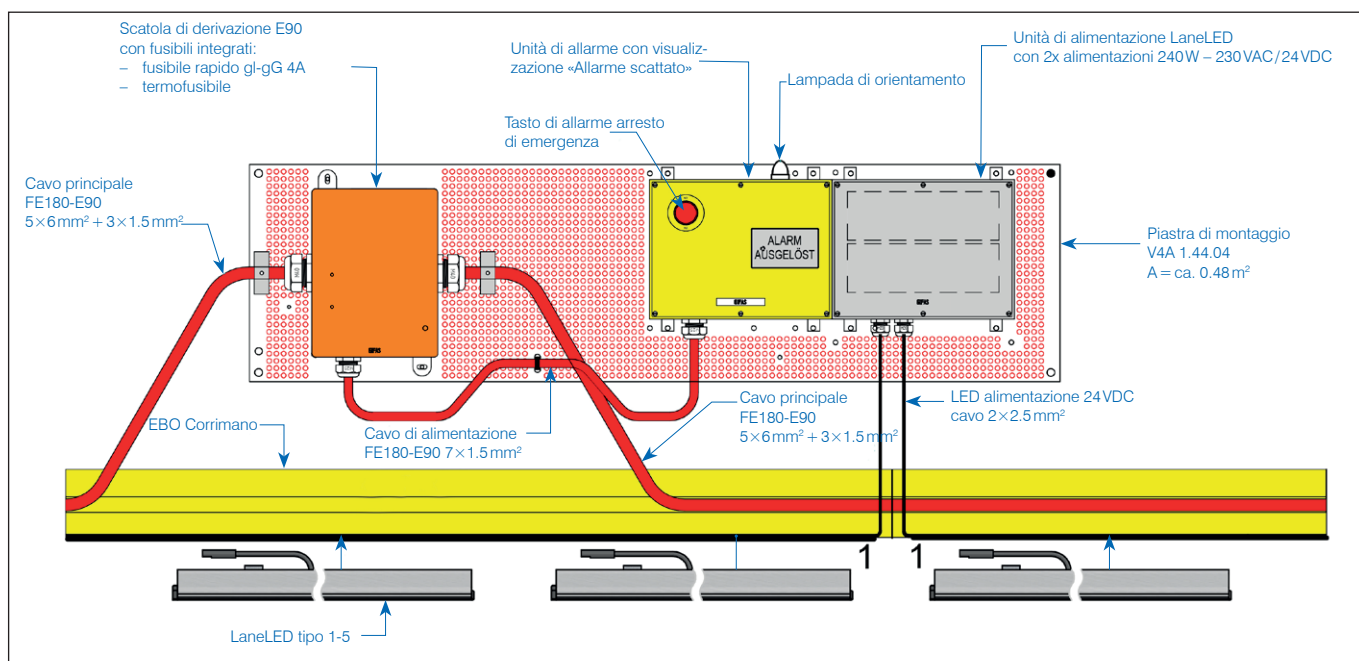 Scatola di derivazione E90
con fusibili integrati:
– fusibile rapido gl-gG 4A
– termofusibile
Unità di allarme con visualiz-
zazione «Allarme scattato»
Lampada di orientamento
Unità di alimentazione LaneLED
con 2x alimentazioni 240W – 230VAC/24VDC
Tasto di allarme arresto
di emergenza
Cavo principale
FE180-E90
5×6mm² + 3×1.5mm²
ALARM
AUSGELÖST
Piastra di montaggio
V4A 1.44.04
A = ca. 0.48m²
EBO Corrimano
Cavo di alimentazione
FE180-E90 7×1.5mm²
Cavo principale
FE180-E90
5×6mm² + 3×1.5mm²
LED alimentazione 24VDC
cavo 2×2.5mm²
1
1
LaneLED tipo 1-5